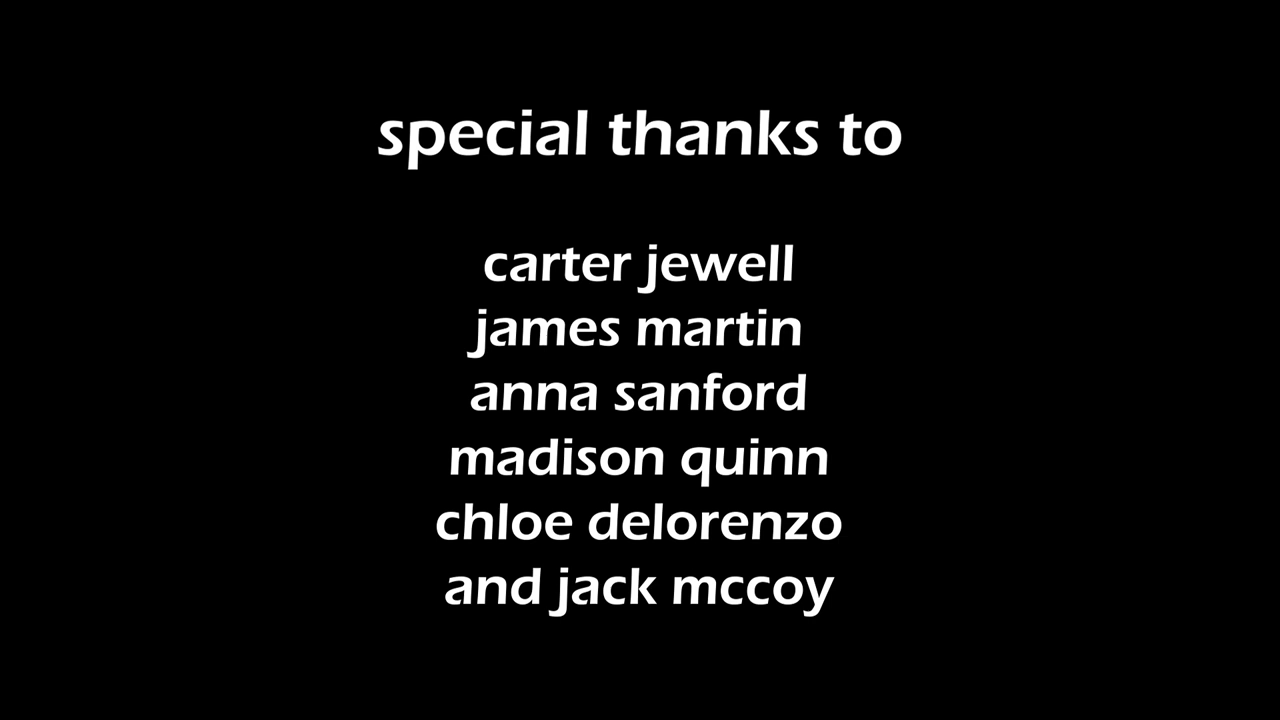 special thanks to
carter jewell
james martin
anna sanford
madison quinn
chloe delorenzo
and jack mccoy